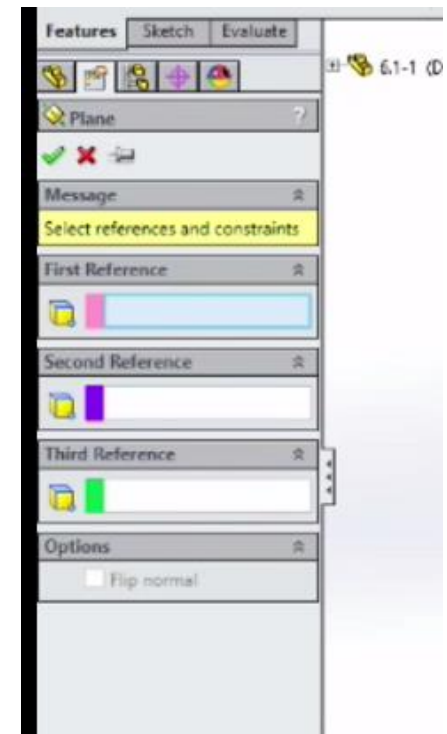 Features Sketch Evaluate
6.1-1 (D
Plane ?
Message
Select references and constraints
First Reference
Second Reference
Third Reference
Options
Flip normal